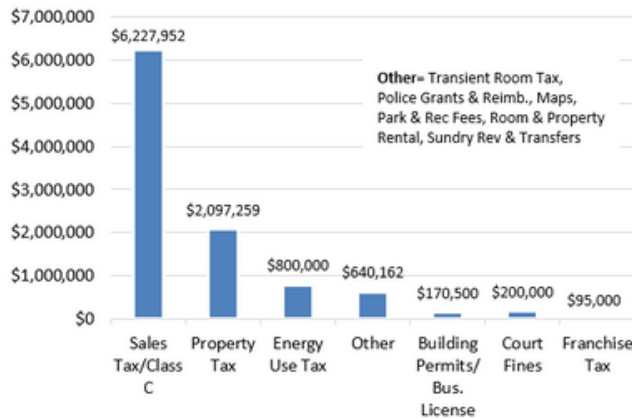 $7,000,000
$6,000,000
$5,000,000
$4,000,000
$3,000,000
$2,000,000
$1,000,000
$0
$6,227,952
$2,097,259
$800,000
$640,162
$170,500
$200,000
$95,000
Other= Transient Room Tax,
Police Grants & Reimb., Maps,
Park & Rec Fees, Room & Property
Rental, Sundry Rev & Transfers
Sales
Tax/Class
C
Property
Tax
Energy
Use Tax
Other
Building
Permits/
Bus.
License
Court
Fines
Franchise
Tax